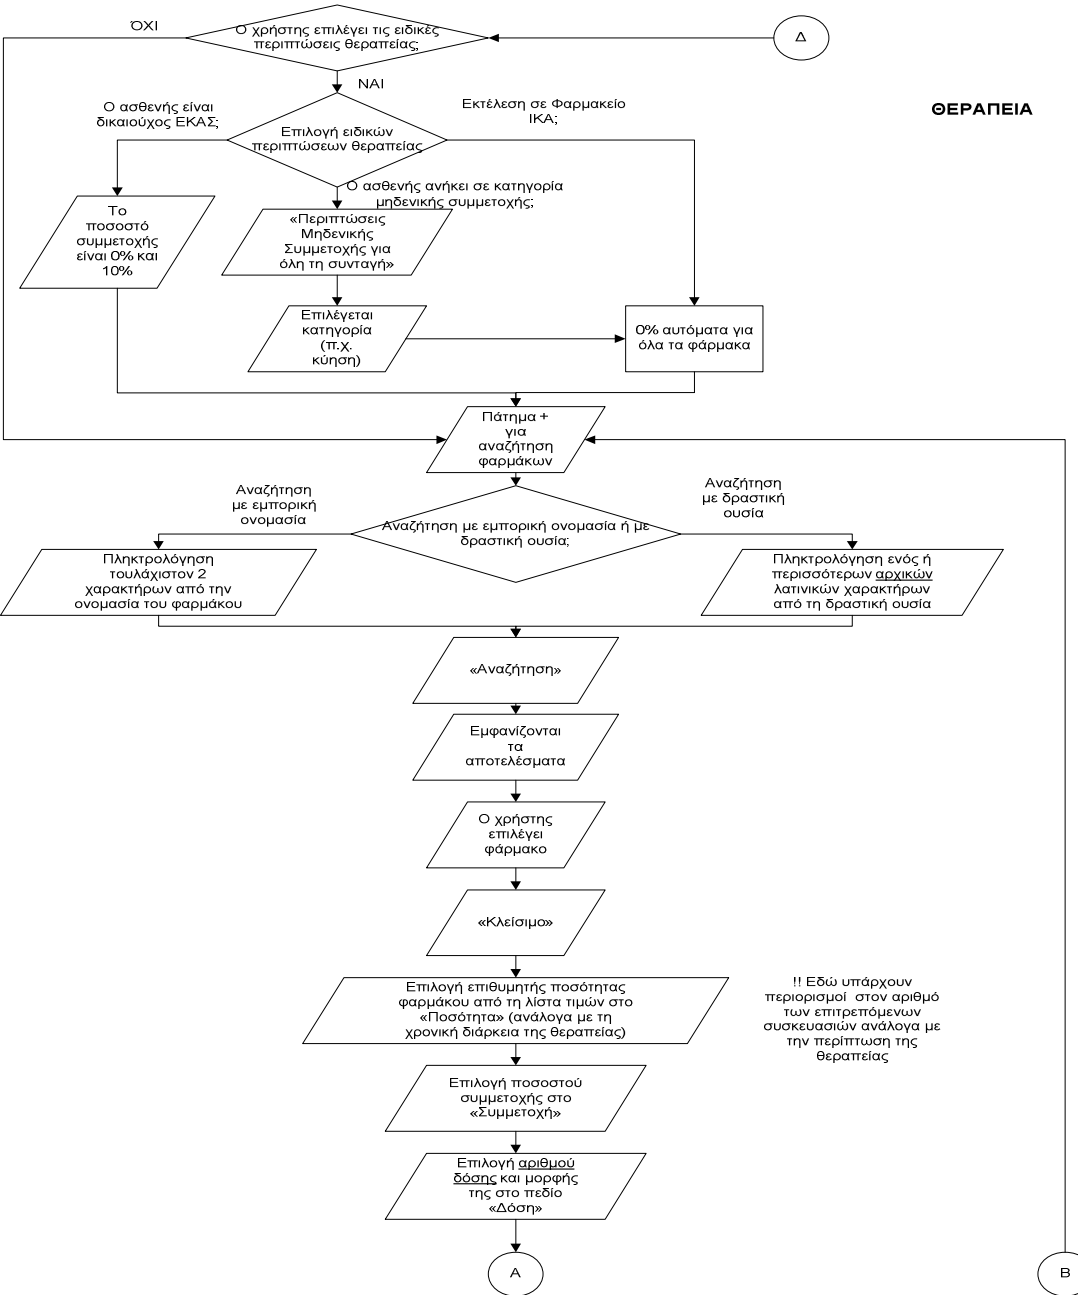 ΌΧΙ
Ο χρήστης επιλέγει τις ειδικές
περιπτώσεις θεραπείας;
Δ
ΝΑΙ
Ο ασθενής είναι
δικαιούχος ΕΚΑΣ;
Εκτέλεση σε Φαρμακείο
ΙΚΑ;
ΘΕΡΑΠΕΙΑ
Επιλογή ειδικών
περιπτώσεων θεραπείας
Ο ασθενής ανήκει σε κατηγορία
μηδενικής συμμετοχής;
Το
ποσοστό
συμμετοχής
είναι 0% και
10%
«Περιπτώσεις
Μηδενικής
Συμμετοχής για
όλη τη συνταγή»
Επιλέγεται
κατηγορία
(π.χ.
κύηση)
0% αυτόματα για
όλα τα φάρμακα
Πάτημα +
για
αναζήτηση
φαρμάκων
Αναζήτηση
με εμπορική
ονομασία
Αναζήτηση με εμπορική ονομασία ή με
δραστική ουσία;
Αναζήτηση
με δραστική
ουσία
Πληκτρολόγηση
τουλάχιστον 2
χαρακτήρων από την
ονομασία του φαρμάκου
Πληκτρολόγηση ενός ή
περισσότερων αρχικών
λατινικών χαρακτήρων
από τη δραστική ουσία
«Αναζήτηση»
Εμφανίζονται
τα
αποτελέσματα
Ο χρήστης
επιλέγει
φάρμακο
«Κλείσιμο»
Επιλογή επιθυμητής ποσότητας
φαρμάκου από τη λίστα τιμών στο
«Ποσότητα» (ανάλογα με τη
χρονική διάρκεια της θεραπείας)
!! Εδώ υπάρχουν
περιορισμοί στον αριθμό
των επιτρεπόμενων
συσκευασιών ανάλογα με
την περίπτωση της
θεραπείας
Επιλογή ποσοστού
συμμετοχής στο
«Συμμετοχή»
Επιλογή αριθμού
δόσης και μορφής
της στο πεδίο
«Δόση»
Α
Β